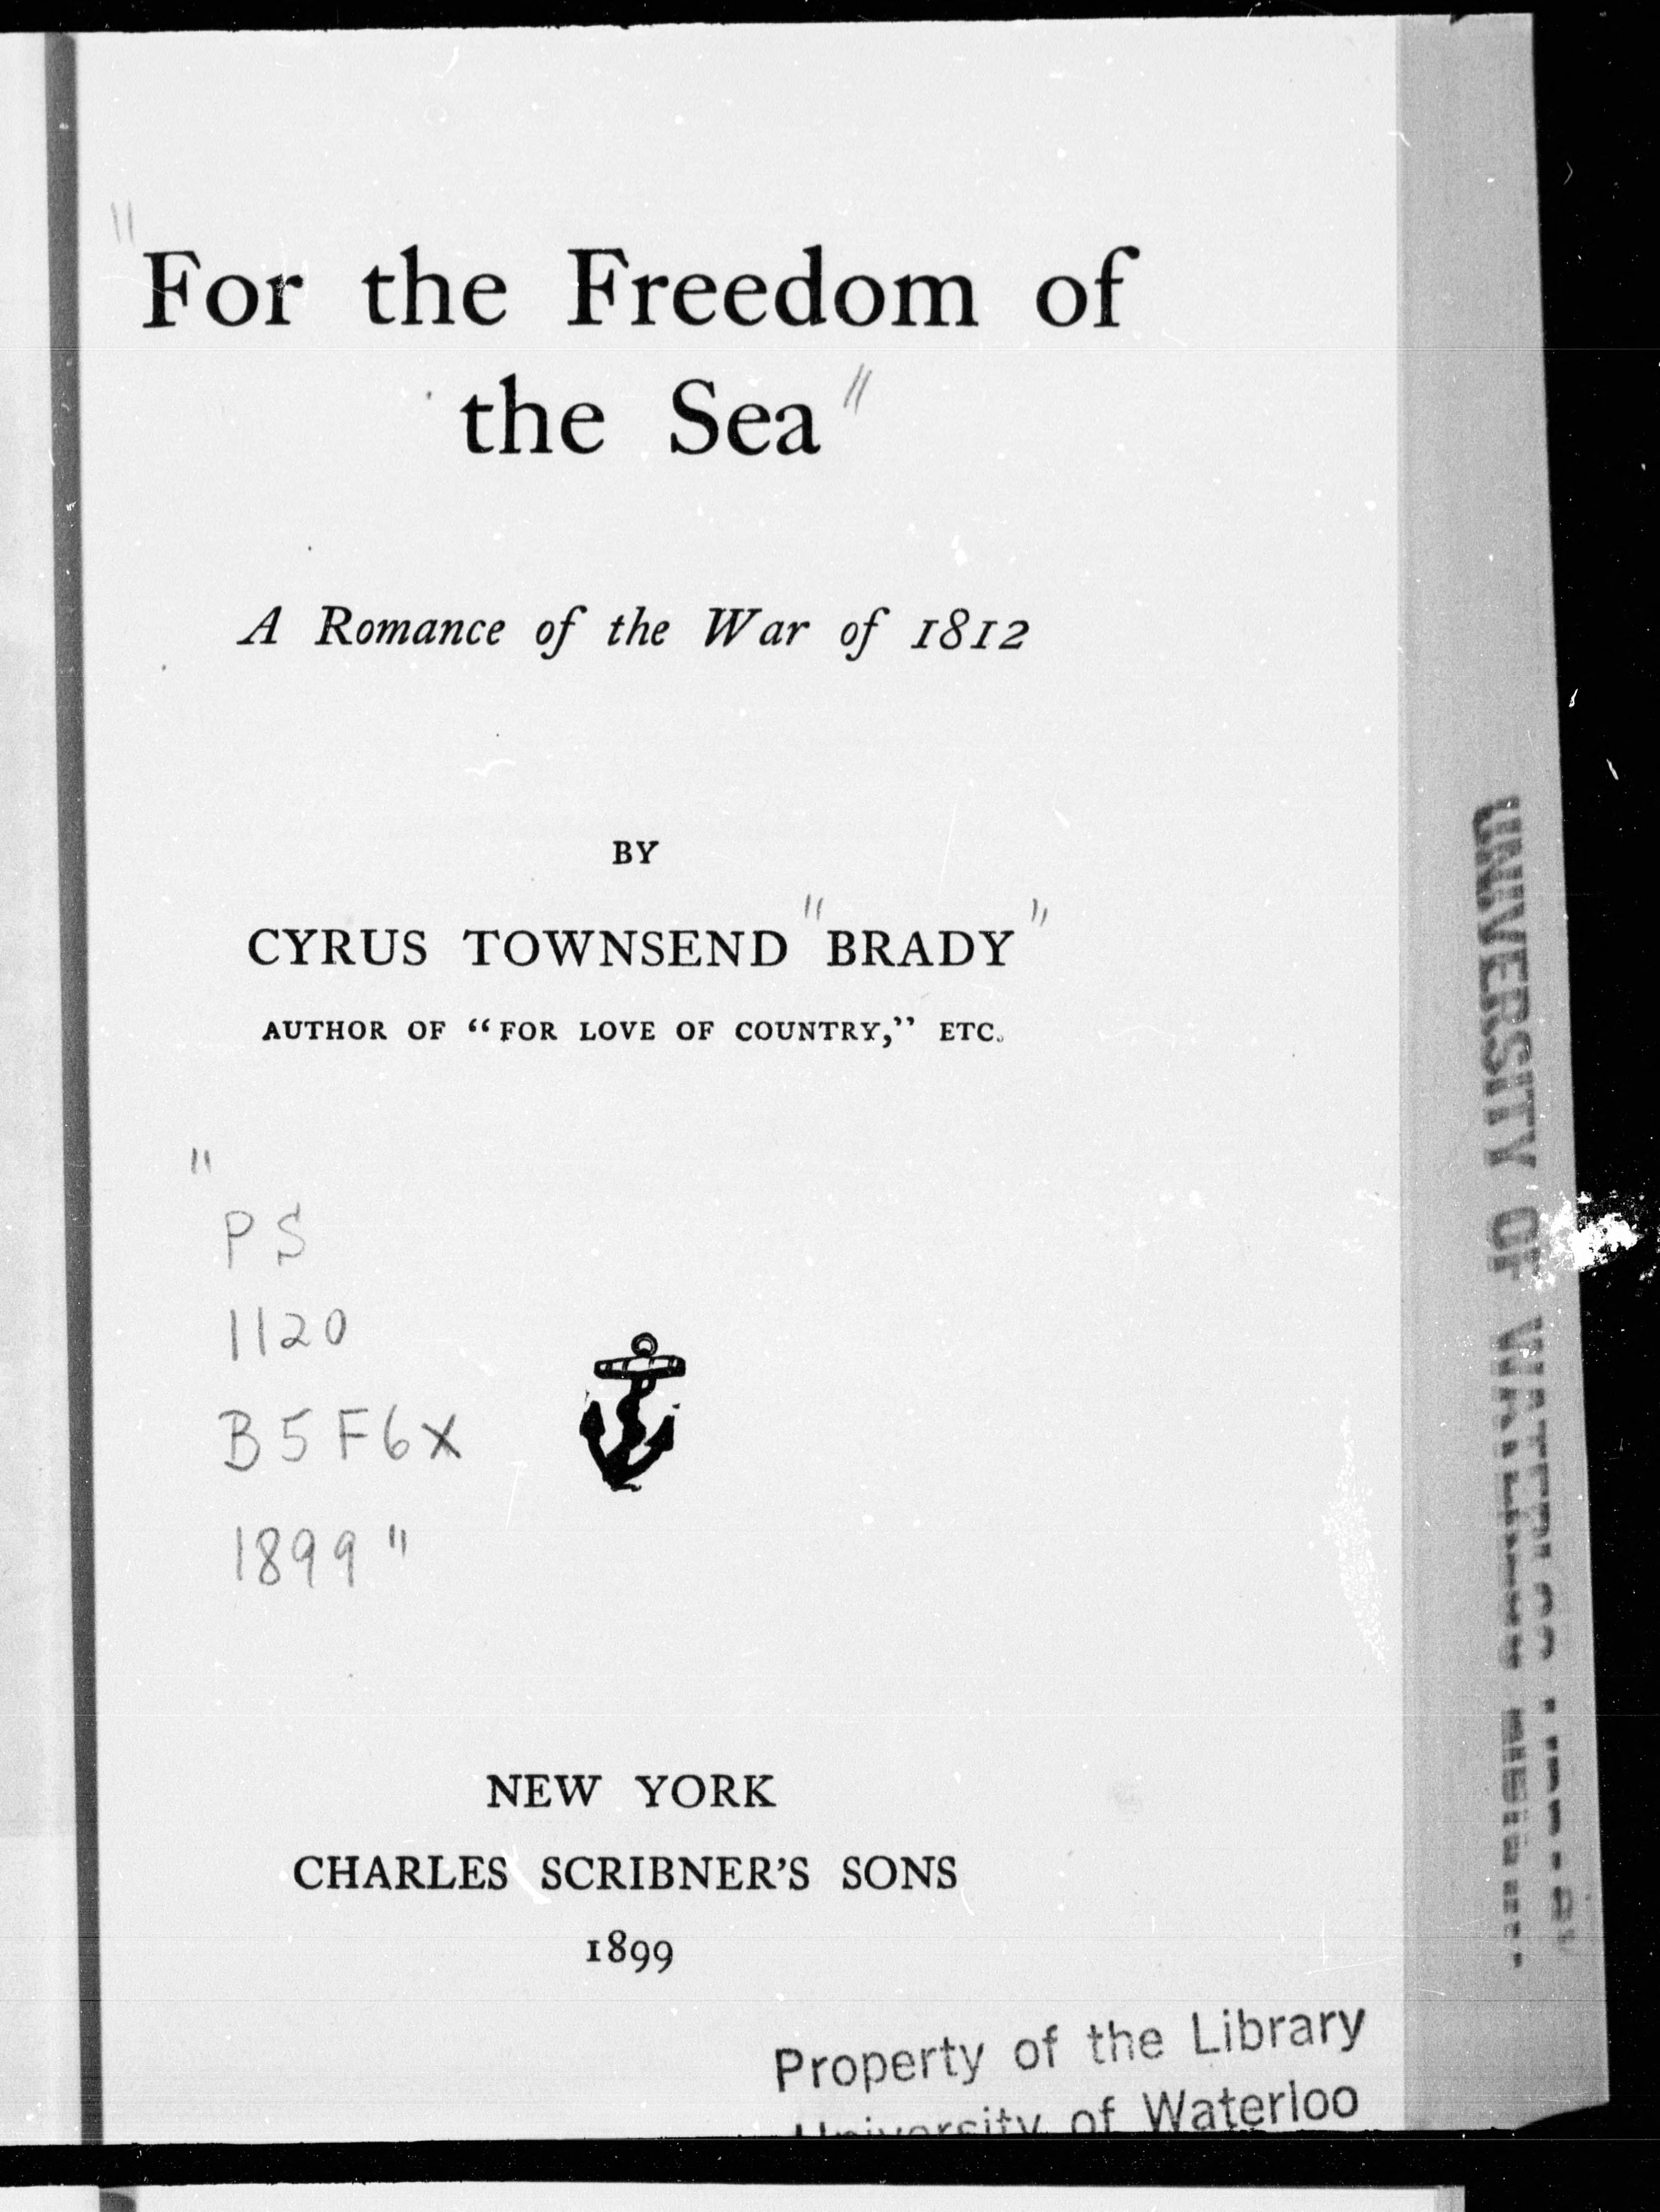 "For the Freedom of
the Sea"
A Romance of the War of 1812
BY
CYRUS TOWNSEND "BRADY"
AUTHOR OF “FOR LOVE OF COUNTRY,” ETC.
"
PS
1120
B5F6x
1899"
NEW YORK
CHARLES SCRIBNER’S SONS
1899
Property of the Library
University of Waterloo
UNIVERSITY OF